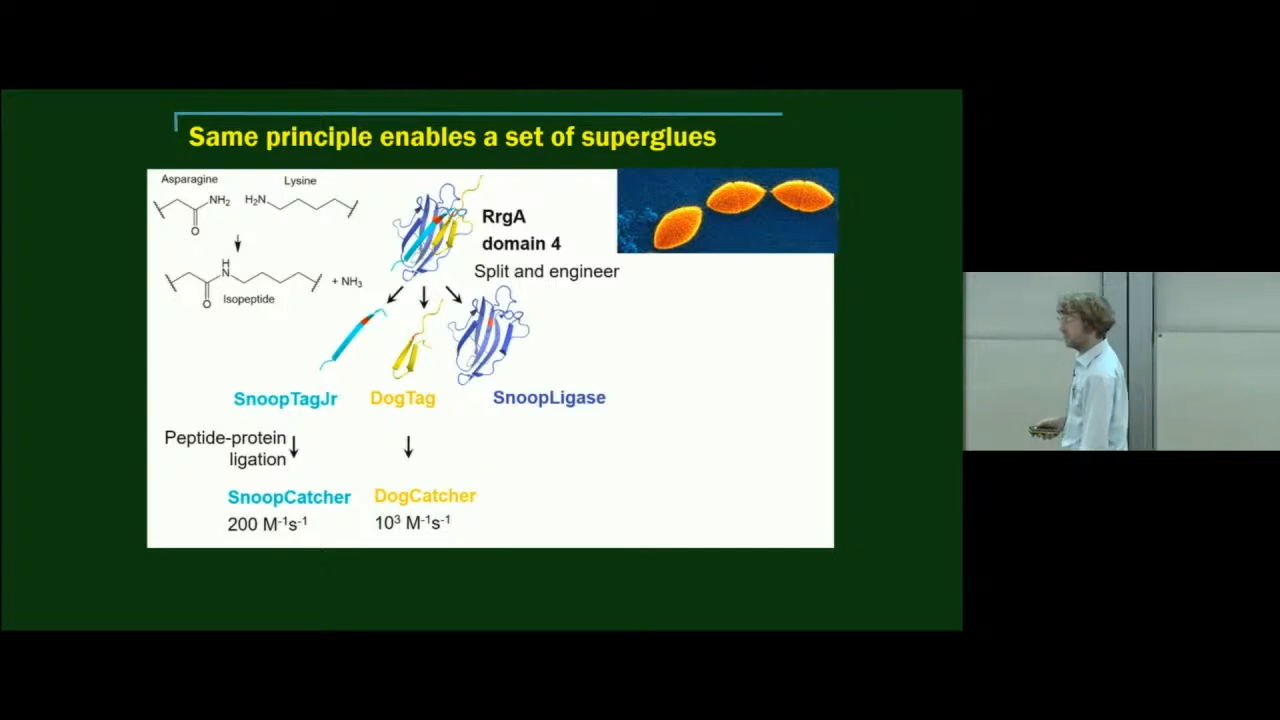 Same principle enables a set of superglues
Asparagine
Lysine
NH₂
H₂N
O
H
N
O
+ NH₃
Isopeptide
RrgA
domain 4
Split and engineer
SnoopTagJr
DogTag
SnoopLigase
Peptide-protein
ligation
SnoopCatcher
DogCatcher
200 M⁻¹s⁻¹
10³ M⁻¹s⁻¹